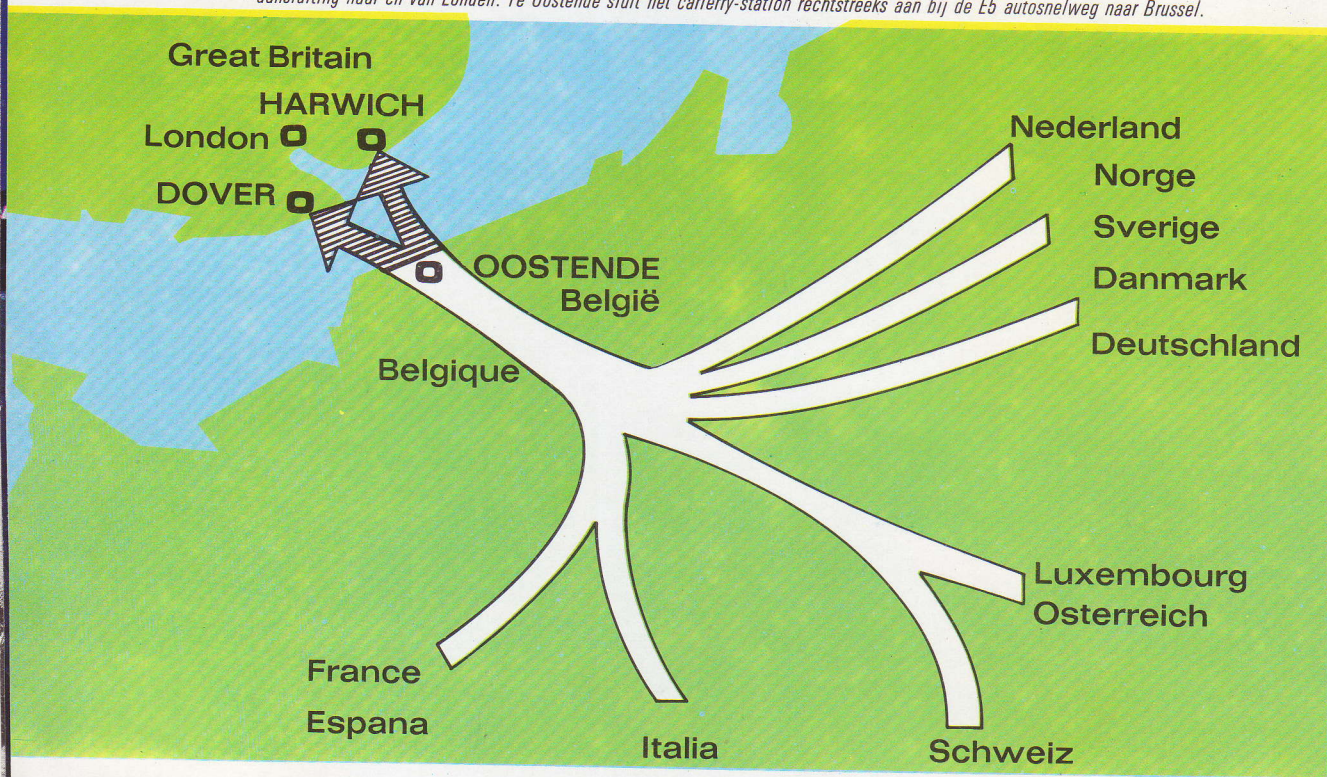 aansluiting naar en van Londen. Te Oostende sluit het carferry-station rechtstreeks aan bij de E5 autosnelweg naar Brussel.
Great Britain
HARWICH
London
DOVER
OOSTENDE
België
Belgique
Nederland
Norge
Sverige
Danmark
Deutschland
Luxembourg
Osterreich
France
Espana
Italia
Schweiz